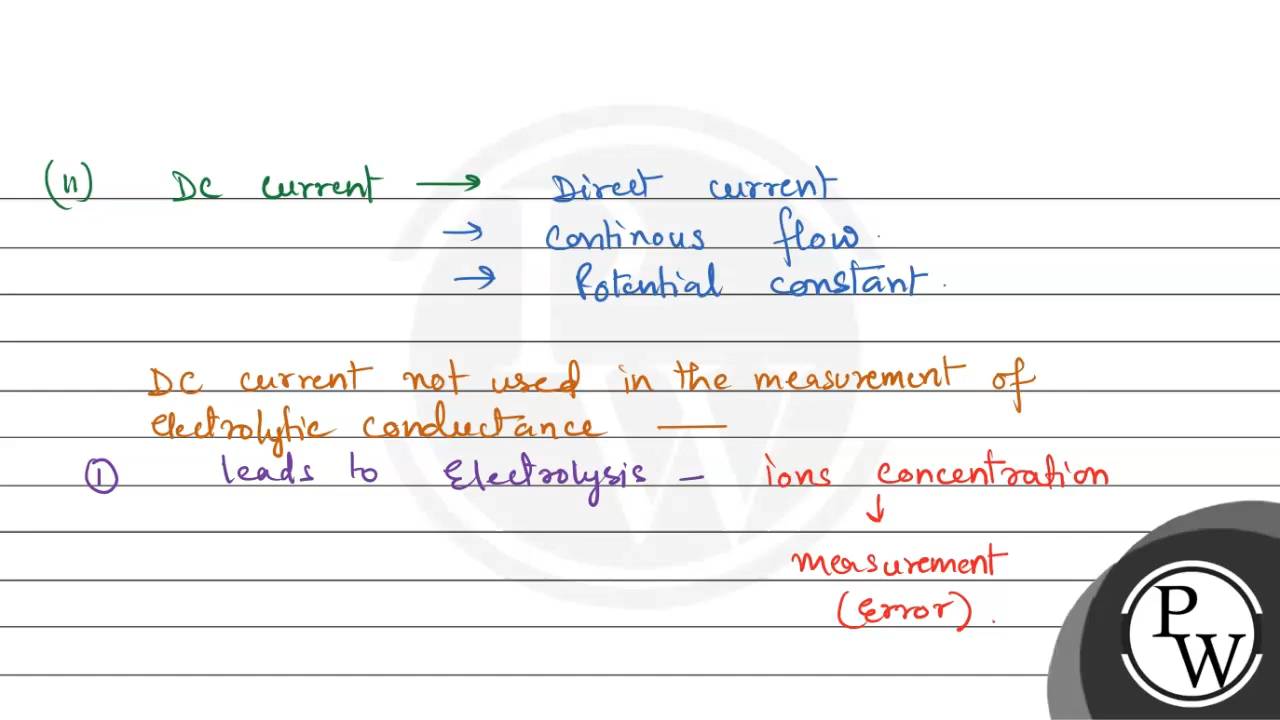 (ii) DC current → Direct current
→ continous flow.
→ Potential constant.
DC current not used in the measurement of
electrolytic conductance —
① leads to Electrolysis – ions concentration
↓
measurement
(error).
PW